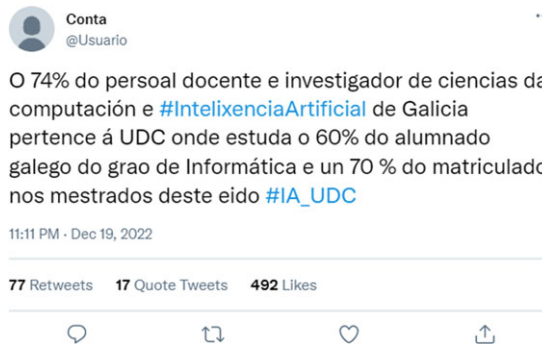 Conta
@Usuario
O 74% do persoal docente e investigador de ciencias da
computación e #IntelixenciaArtificial de Galicia
pertence á UDC onde estuda o 60% do alumnado
galego do grao de Informática e un 70 % do matriculado
nos mestrados deste eido #IA_UDC
11:11 PM · Dec 19, 2022
77 Retweets 17 Quote Tweets 492 Likes